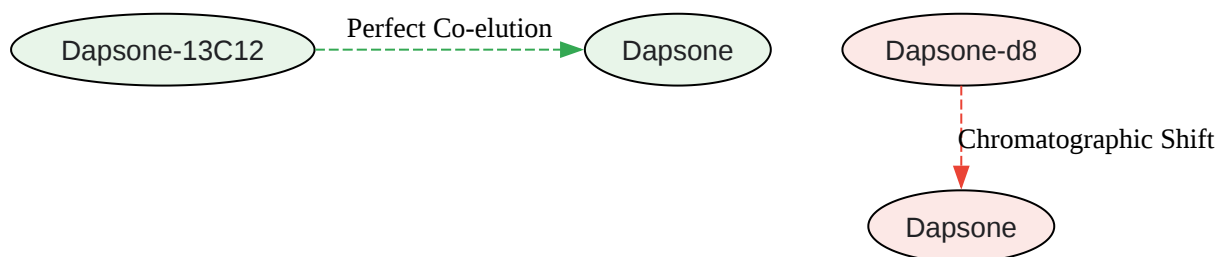 Dapsone-13C12
Perfect Co-elution
Dapsone
Dapsone-d8
Chromatographic Shift
Dapsone